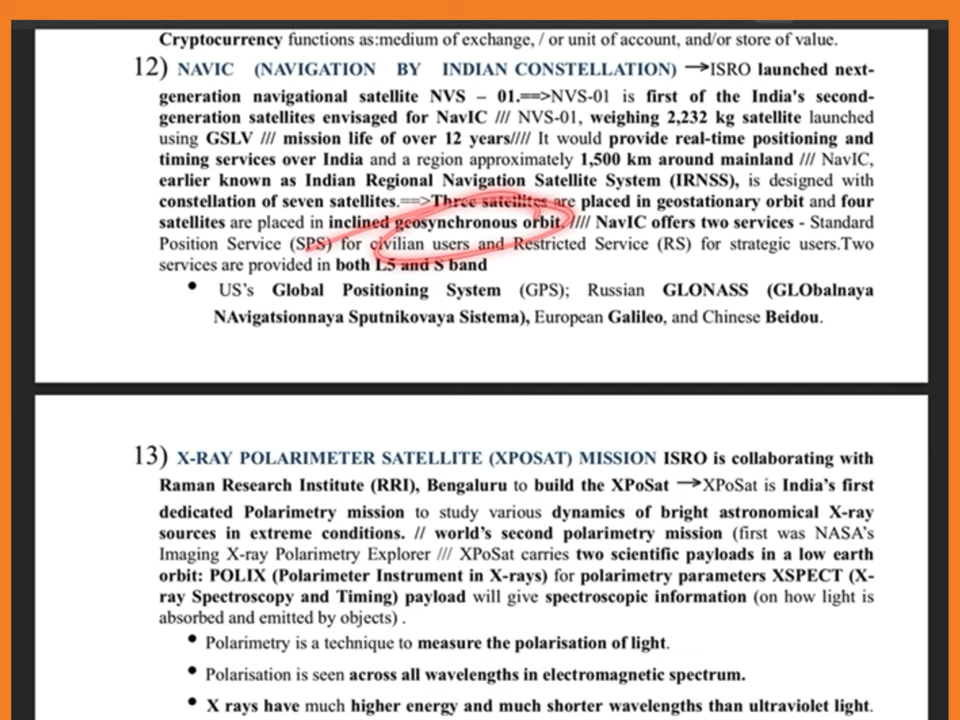 Cryptocurrency functions as:medium of exchange, / or unit of account, and/or store of value.
12) NAVIC (NAVIGATION BY INDIAN CONSTELLATION) →ISRO launched next-
generation navigational satellite NVS – 01.==>NVS-01 is first of the India's second-
generation satellites envisaged for NavIC /// NVS-01, weighing 2,232 kg satellite launched
using GSLV /// mission life of over 12 years//// It would provide real-time positioning and
timing services over India and a region approximately 1,500 km around mainland /// NavIC,
earlier known as Indian Regional Navigation Satellite System (IRNSS), is designed with
constellation of seven satellites.==>Three satellites are placed in geostationary orbit and four
satellites are placed in inclined geosynchronous orbit. //// NavIC offers two services - Standard
Position Service (SPS) for civilian users and Restricted Service (RS) for strategic users.Two
services are provided in both L5 and S band
• US's Global Positioning System (GPS); Russian GLONASS (GLObalnaya
NAvigatsionnaya Sputnikovaya Sistema), European Galileo, and Chinese Beidou.
13) X-RAY POLARIMETER SATELLITE (XPOSAT) MISSION ISRO is collaborating with
Raman Research Institute (RRI), Bengaluru to build the XPoSat →XPoSat is India's first
dedicated Polarimetry mission to study various dynamics of bright astronomical X-ray
sources in extreme conditions. // world's second polarimetry mission (first was NASA's
Imaging X-ray Polarimetry Explorer /// XPoSat carries two scientific payloads in a low earth
orbit: POLIX (Polarimeter Instrument in X-rays) for polarimetry parameters XSPECT (X-
ray Spectroscopy and Timing) payload will give spectroscopic information (on how light is
absorbed and emitted by objects) .
• Polarimetry is a technique to measure the polarisation of light.
• Polarisation is seen across all wavelengths in electromagnetic spectrum.
• X rays have much higher energy and much shorter wavelengths than ultraviolet light.